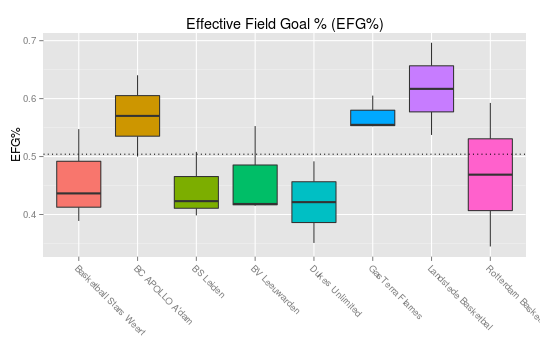 Effective Field Goal % (EFG%)
EFG%
0.7
0.6
0.5
0.4
Basketball Stars Weert
BC APOLLO A'dam
BS Leiden
BV Leeuwarden
Dukes Unlimited
GasTerra Flames
Landstede Basketbal
Rotterdam Basket